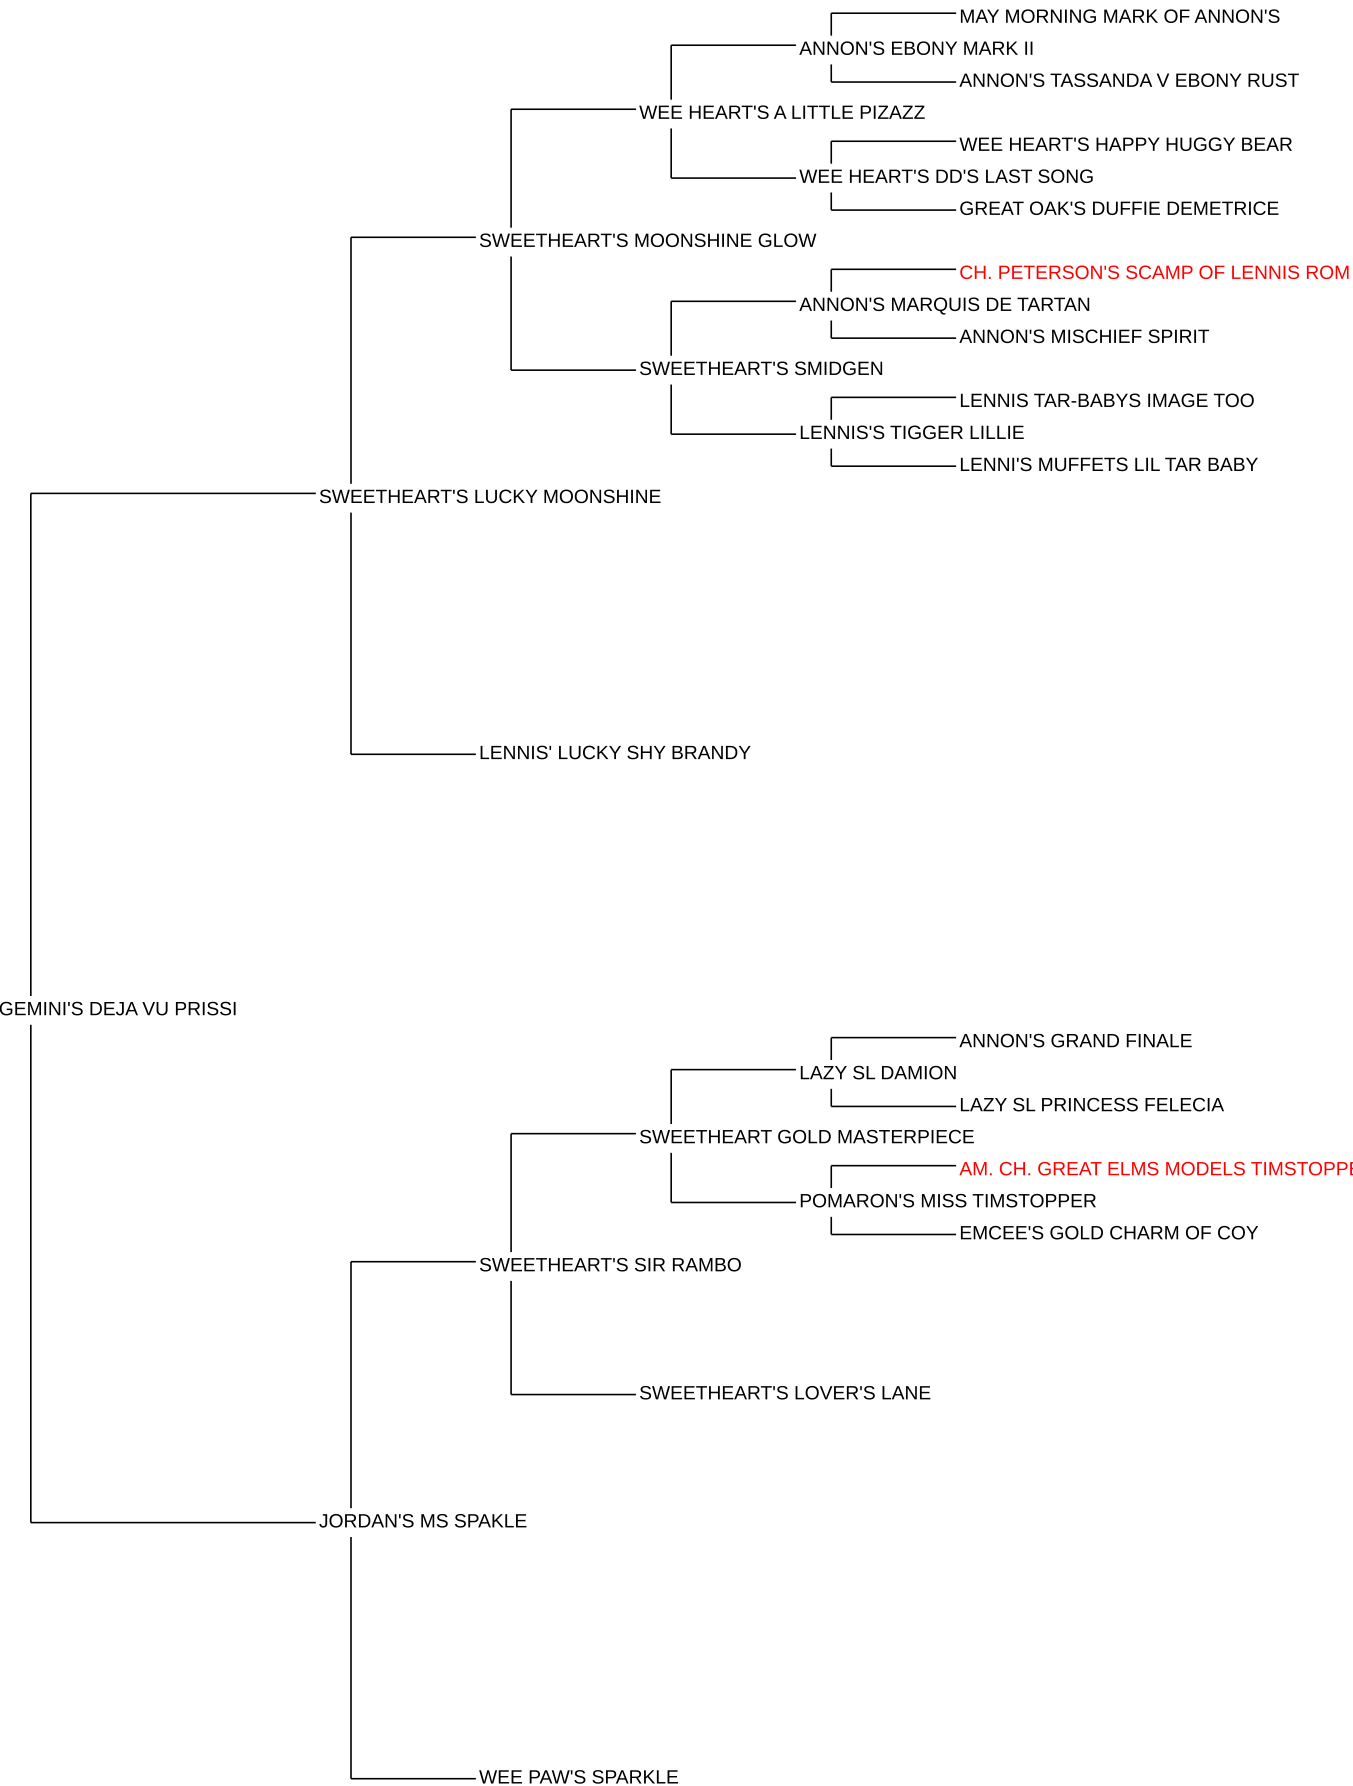 MAY MORNING MARK OF ANNON'S
ANNON'S EBONY MARK II
ANNON'S TASSANDA V EBONY RUST
WEE HEART'S A LITTLE PIZAZZ
WEE HEART'S HAPPY HUGGY BEAR
WEE HEART'S DD'S LAST SONG
GREAT OAK'S DUFFIE DEMETRICE
SWEETHEART'S MOONSHINE GLOW
CH. PETERSON'S SCAMP OF LENNIS ROM
ANNON'S MARQUIS DE TARTAN
ANNON'S MISCHIEF SPIRIT
SWEETHEART'S SMIDGEN
LENNIS TAR-BABYS IMAGE TOO
LENNIS'S TIGGER LILLIE
LENNI'S MUFFETS LIL TAR BABY
SWEETHEART'S LUCKY MOONSHINE
LENNIS' LUCKY SHY BRANDY
GEMINI'S DEJA VU PRISSI
ANNON'S GRAND FINALE
LAZY SL DAMION
LAZY SL PRINCESS FELECIA
SWEETHEART GOLD MASTERPIECE
AM. CH. GREAT ELMS MODELS
POMARON'S MISS TIMSTOPPER
EMCEE'S GOLD CHARM OF COY
SWEETHEART'S SIR RAMBO
SWEETHEART'S LOVER'S LANE
JORDAN'S MS SPAKLE
WEE PAW'S SPARKLE